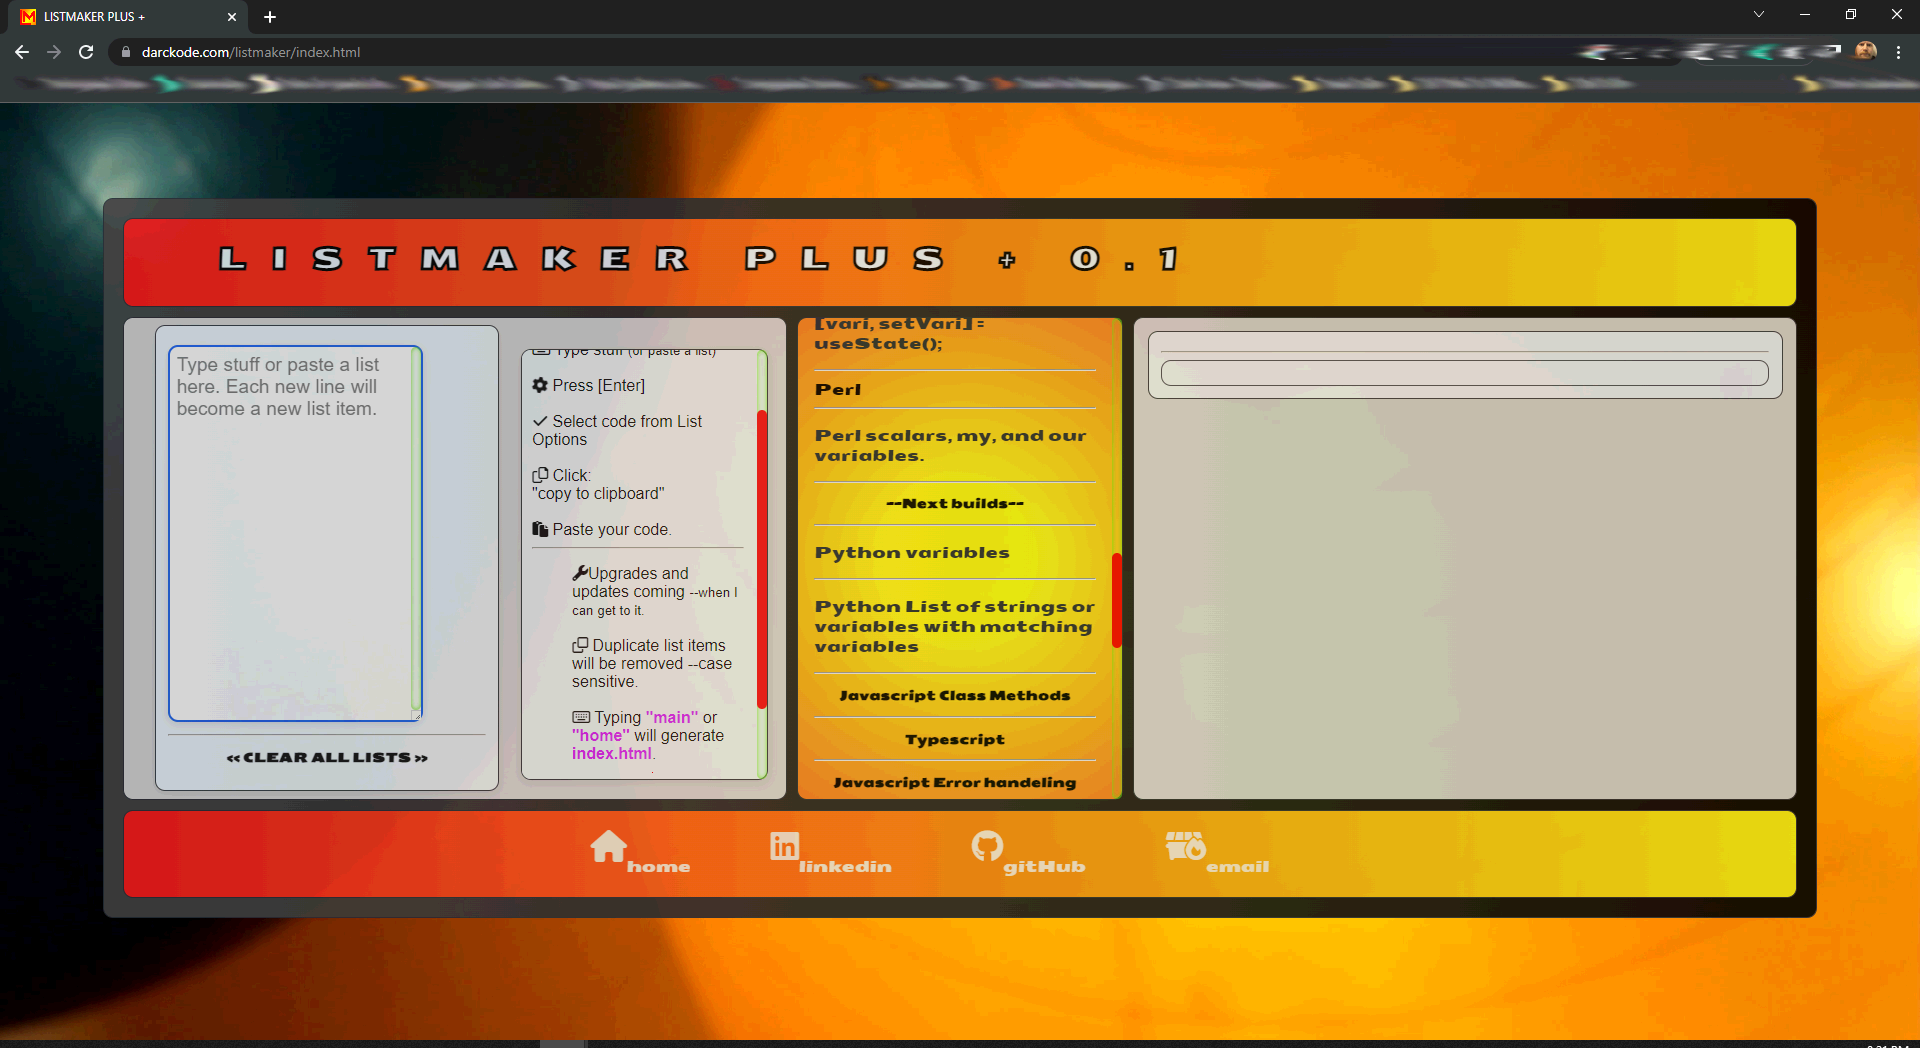 LISTMAKER PLUS +
darckode.com/listmaker/index.html
LISTMAKER PLUS + 0.1
Type stuff or paste a list
here. Each new line will
become a new list item.
« CLEAR ALL LISTS »
Type stuff (or paste a list)
Press [Enter]
Select code from List
Options
Click:
"copy to clipboard"
Paste your code.
Upgrades and
updates coming --when I
can get to it.
Duplicate list items
will be removed --case
sensitive.
Typing "main" or
"home" will generate
index.html.
[vari, setVari] =
useState();
Perl
Perl scalars, my, and our
variables.
--Next builds--
Python variables
Python List of strings or
variables with matching
variables
Javascript Class Methods
Typescript
Javascript Error handeling
home
linkedin
gitHub
email